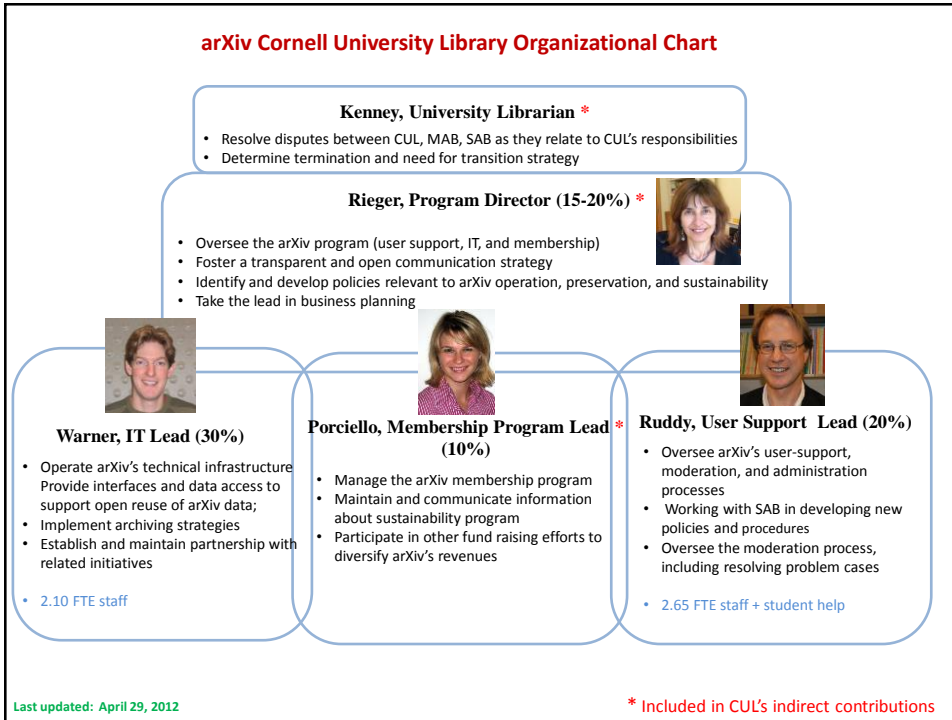 arXiv Cornell University Library Organizational Chart
Kenney, University Librarian *
• Resolve disputes between CUL, MAB, SAB as they relate to CUL's responsibilities
• Determine termination and need for transition strategy
Rieger, Program Director (15-20%) *
• Oversee the arXiv program (user support, IT, and membership)
• Foster a transparent and open communication strategy
• Identify and develop policies relevant to arXiv operation, preservation, and sustainability
• Take the lead in business planning
Warner, IT Lead (30%)
• Operate arXiv's technical infrastructure
Provide interfaces and data access to
support open reuse of arXiv data;
• Implement archiving strategies
• Establish and maintain partnership with
related initiatives
• 2.10 FTE staff
Porciello, Membership Program Lead *
(10%)
• Manage the arXiv membership program
• Maintain and communicate information
about sustainability program
• Participate in other fund raising efforts to
diversify arXiv's revenues
Ruddy, User Support Lead (20%)
• Oversee arXiv's user-support,
moderation, and administration
processes
• Working with SAB in developing new
policies and procedures
• Oversee the moderation process,
including resolving problem cases
• 2.65 FTE staff + student help
Last updated: April 29, 2012
* Included in CUL's indirect contributions